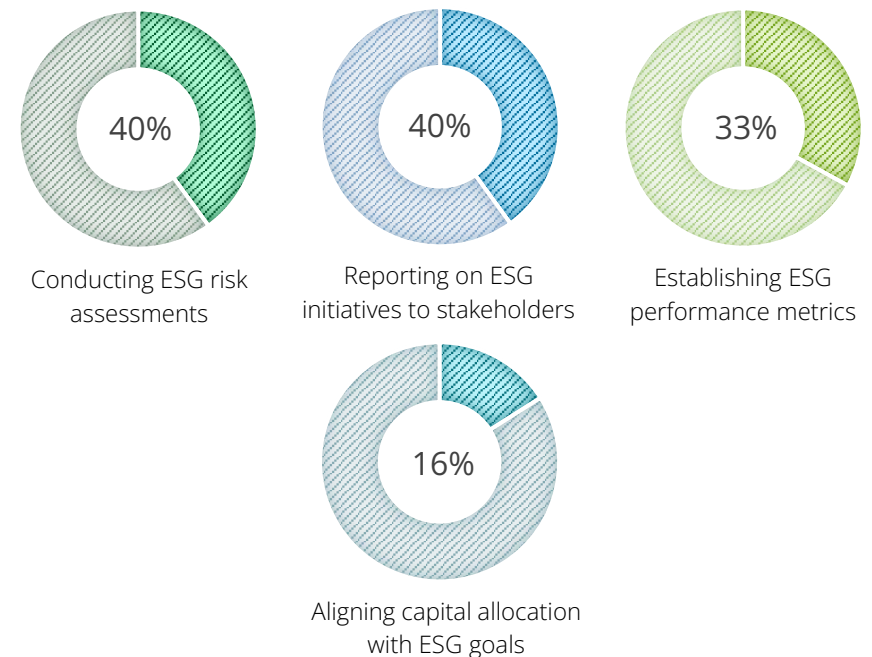 40%
Conducting ESG risk
assessments
40%
Reporting on ESG
initiatives to stakeholders
33%
Establishing ESG
performance metrics
16%
Aligning capital allocation
with ESG goals